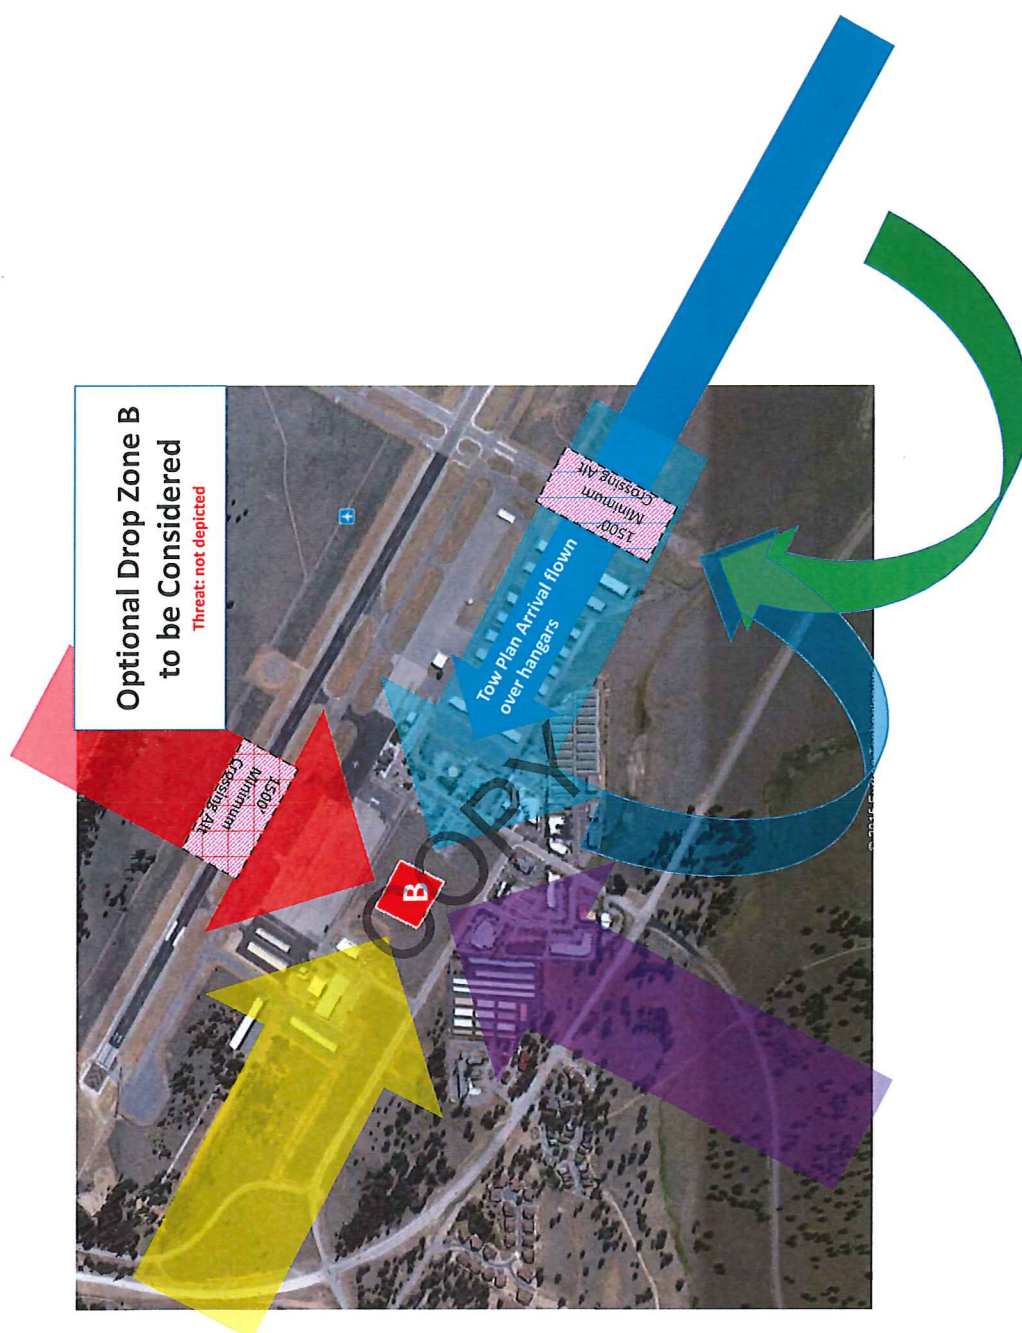 Optional Drop Zone B
to be Considered
Threat: not depicted
1500'
Minimum
Crossing Alt
1500'
Minimum
Crossing Alt
Tow Plan Arrival flown
over hangars
B
COPY